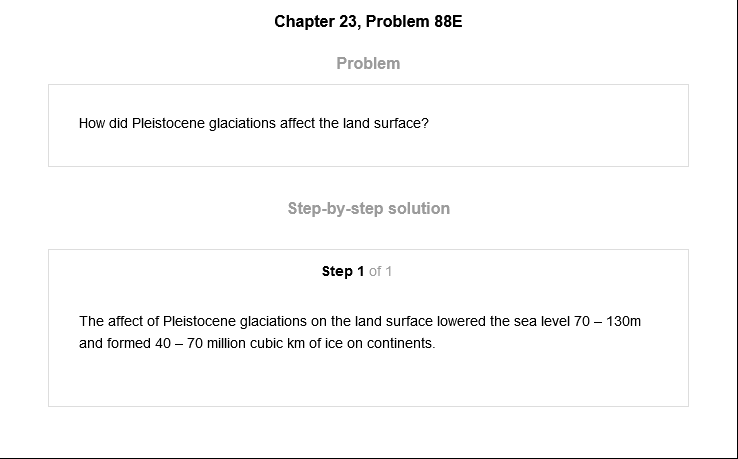 Chapter 23, Problem 88E
Problem
How did Pleistocene glaciations affect the land surface?
Step-by-step solution
Step 1 of 1
The affect of Pleistocene glaciations on the land surface lowered the sea level 70 – 130m
and formed 40 – 70 million cubic km of ice on continents.